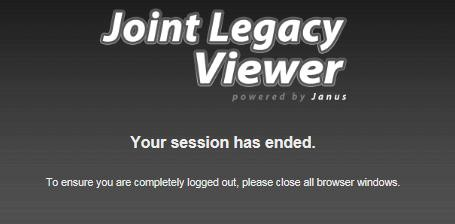 Joint Legacy
Viewer
powered by Janus
Your session has ended.
To ensure you are completely logged out, please close all browser windows.